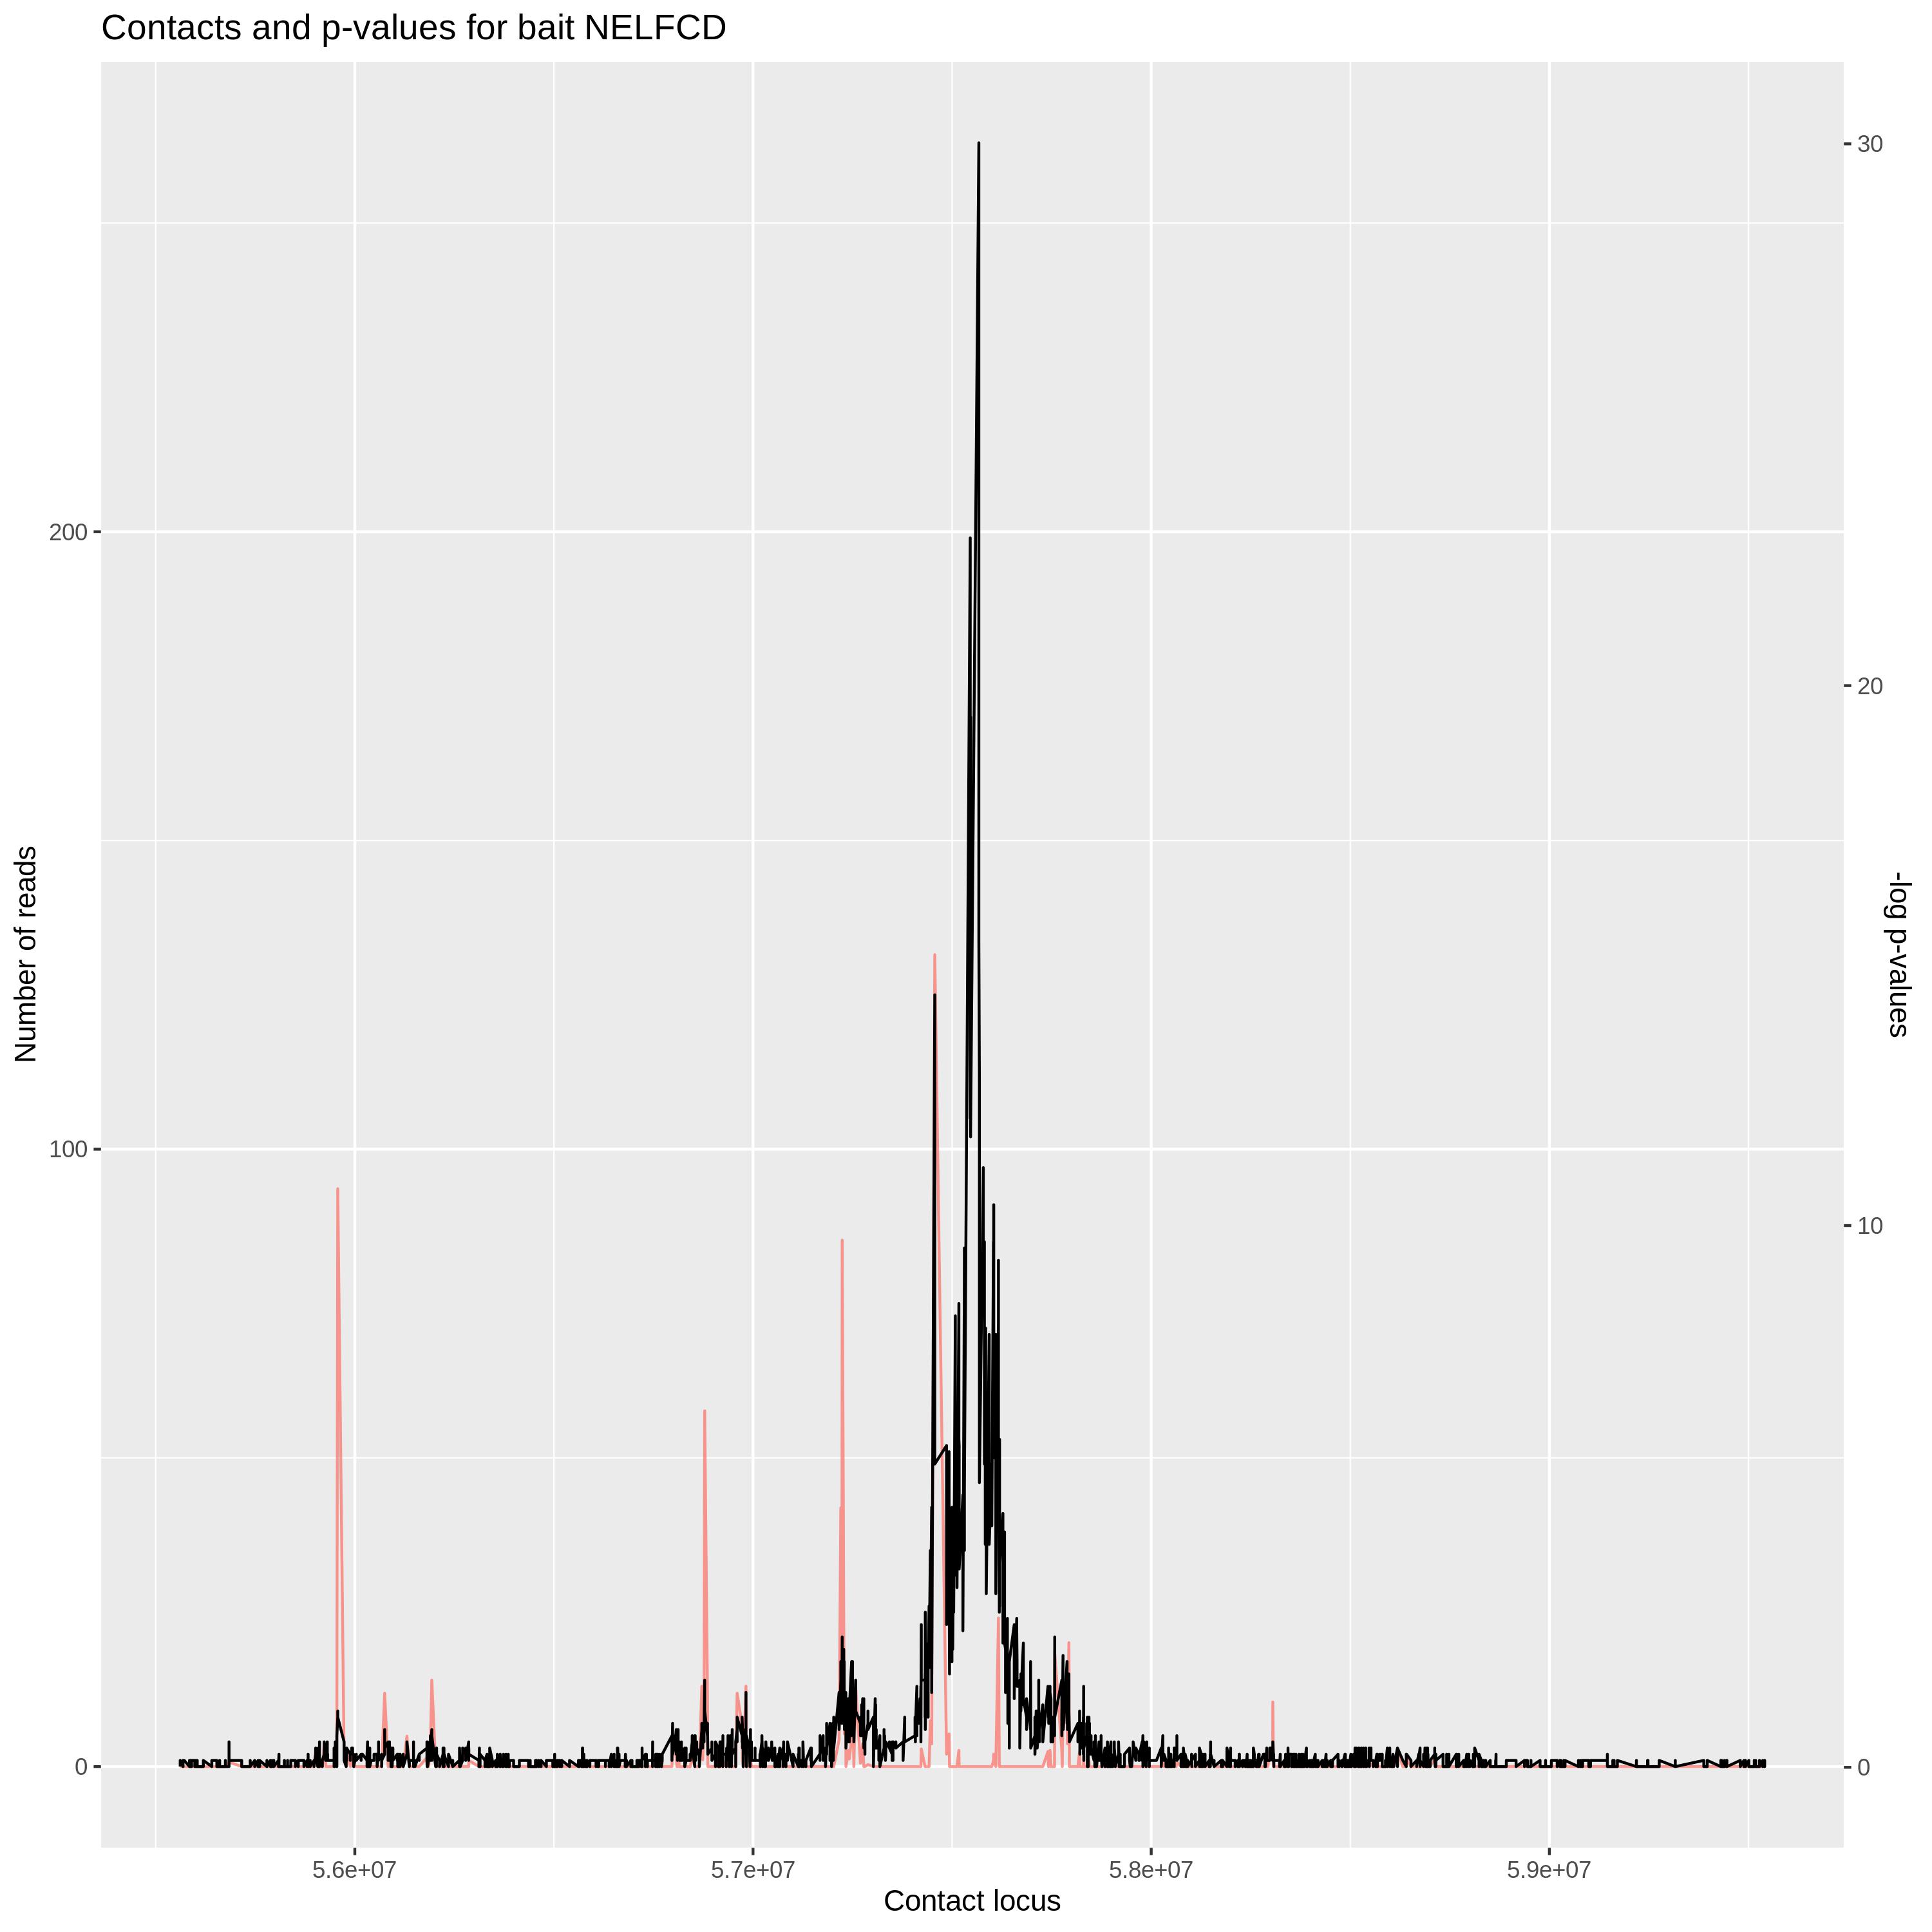 Contacts and p-values for bait NELFCD
30
200
20
Number of reads
-log p-values
100
10
0
0
5.6e+07
5.7e+07
5.8e+07
5.9e+07
Contact locus